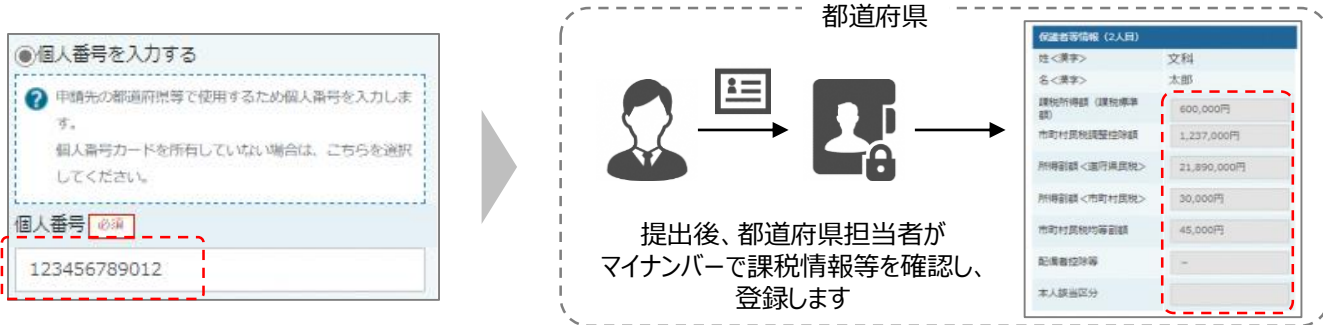 個人番号を入力する
申請先の都道府県等で使用するため個人番号を入力しま
す。
個人番号カードを所有していない場合は、こちらを選択
してください。
個人番号 必須
123456789012
都道府県
提出後、都道府県担当者が
マイナンバーで課税情報等を確認し、
登録します
保護者等情報（2人目）
姓<漢字> 文科
名<漢字> 太郎
課税所得額（課税標準
額） 600,000円
市町村民税調整控除額 1,237,000円
所得割額<道府県民税> 21,890,000円
所得割額<市町村民税> 30,000円
市町村民税均等割額 45,000円
配偶者控除等 －
本人該当区分